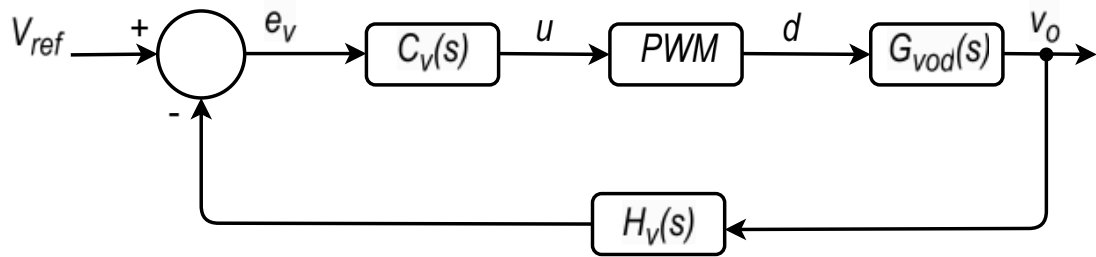 V_ref + e_v C_v(s) u PWM d G_vod(s) v_o
-
H_v(s)